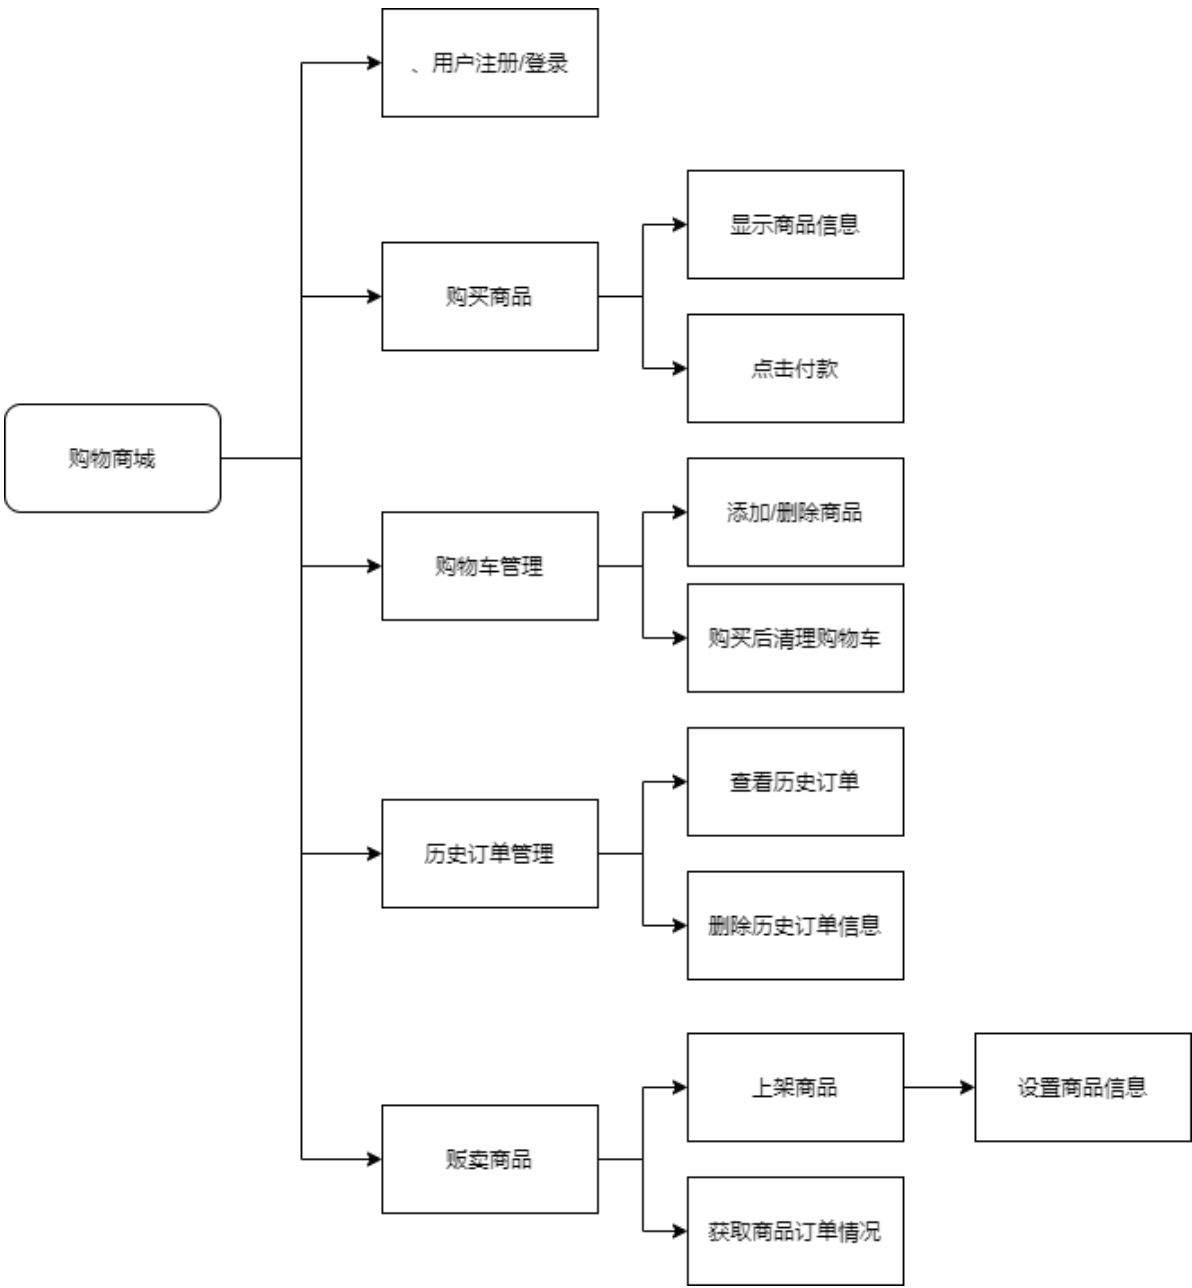 、用户注册/登录
显示商品信息
购买商品
点击付款
购物商城
添加/删除商品
购物车管理
购买后清理购物车
查看历史订单
历史订单管理
删除历史订单信息
上架商品
设置商品信息
贩卖商品
获取商品订单情况